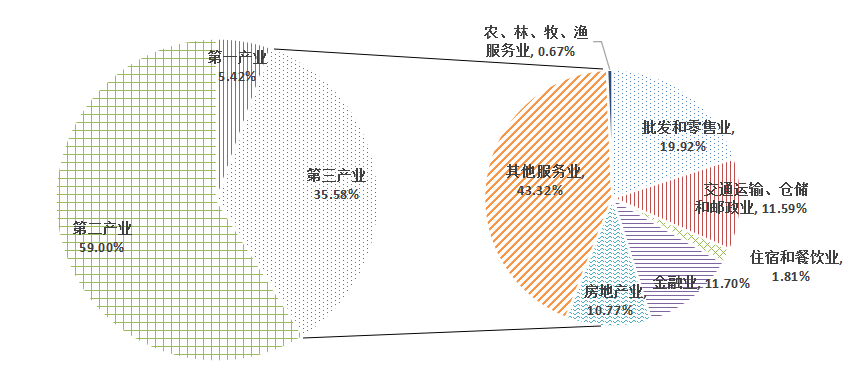 第一产业
5.42%
第三产业
35.58%
第二产业
59.00%
农、林、牧、渔
服务业, 0.67%
批发和零售业,
19.92%
交通运输、仓储
和邮政业, 11.59%
住宿和餐饮业,
1.81%
金融业, 11.70%
房地产业,
10.77%
其他服务业,
43.32%